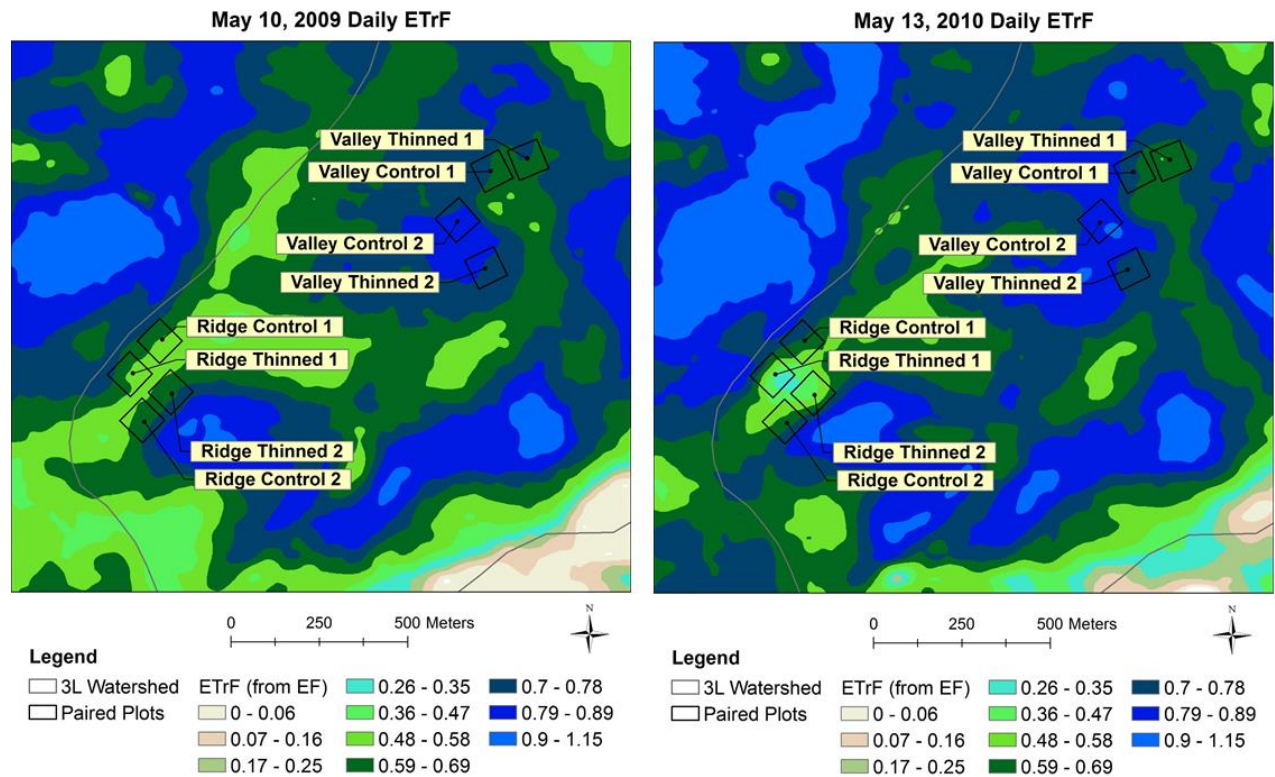 May 10, 2009 Daily ETrF
Valley Thinned 1
Valley Control 1
Valley Control 2
Valley Thinned 2
Ridge Control 1
Ridge Thinned 1
Ridge Thinned 2
Ridge Control 2
0 250 500 Meters
N
Legend
3L Watershed
Paired Plots
ETrF (from EF)
0 - 0.06
0.07 - 0.16
0.17 - 0.25
0.26 - 0.35
0.36 - 0.47
0.48 - 0.58
0.59 - 0.69
0.7 - 0.78
0.79 - 0.89
0.9 - 1.15
May 13, 2010 Daily ETrF
Valley Thinned 1
Valley Control 1
Valley Control 2
Valley Thinned 2
Ridge Control 1
Ridge Thinned 1
Ridge Thinned 2
Ridge Control 2
0 250 500 Meters
N
Legend
3L Watershed
Paired Plots
ETrF (from EF)
0 - 0.06
0.07 - 0.16
0.17 - 0.25
0.26 - 0.35
0.36 - 0.47
0.48 - 0.58
0.59 - 0.69
0.7 - 0.78
0.79 - 0.89
0.9 - 1.15